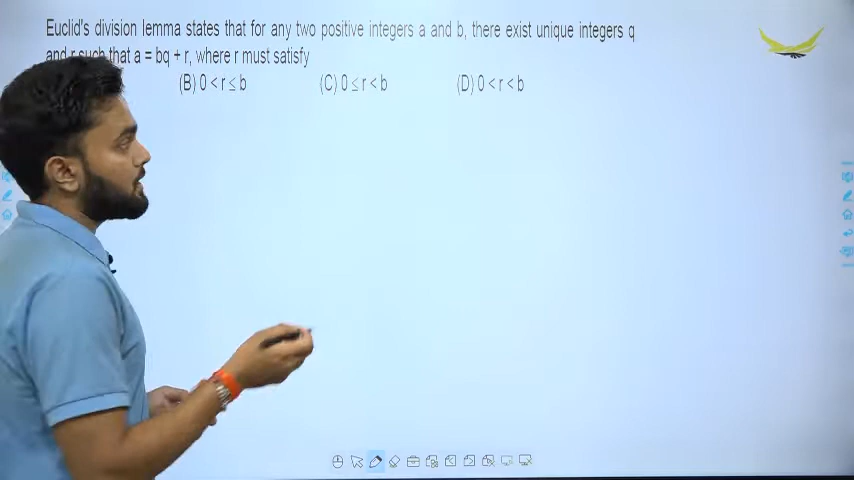 Euclid's division lemma states that for any two positive integers a and b, there exist unique integers q
and r such that a = bq + r, where r must satisfy
(B) 0 < r ≤ b (C) 0 ≤ r < b (D) 0 < r < b